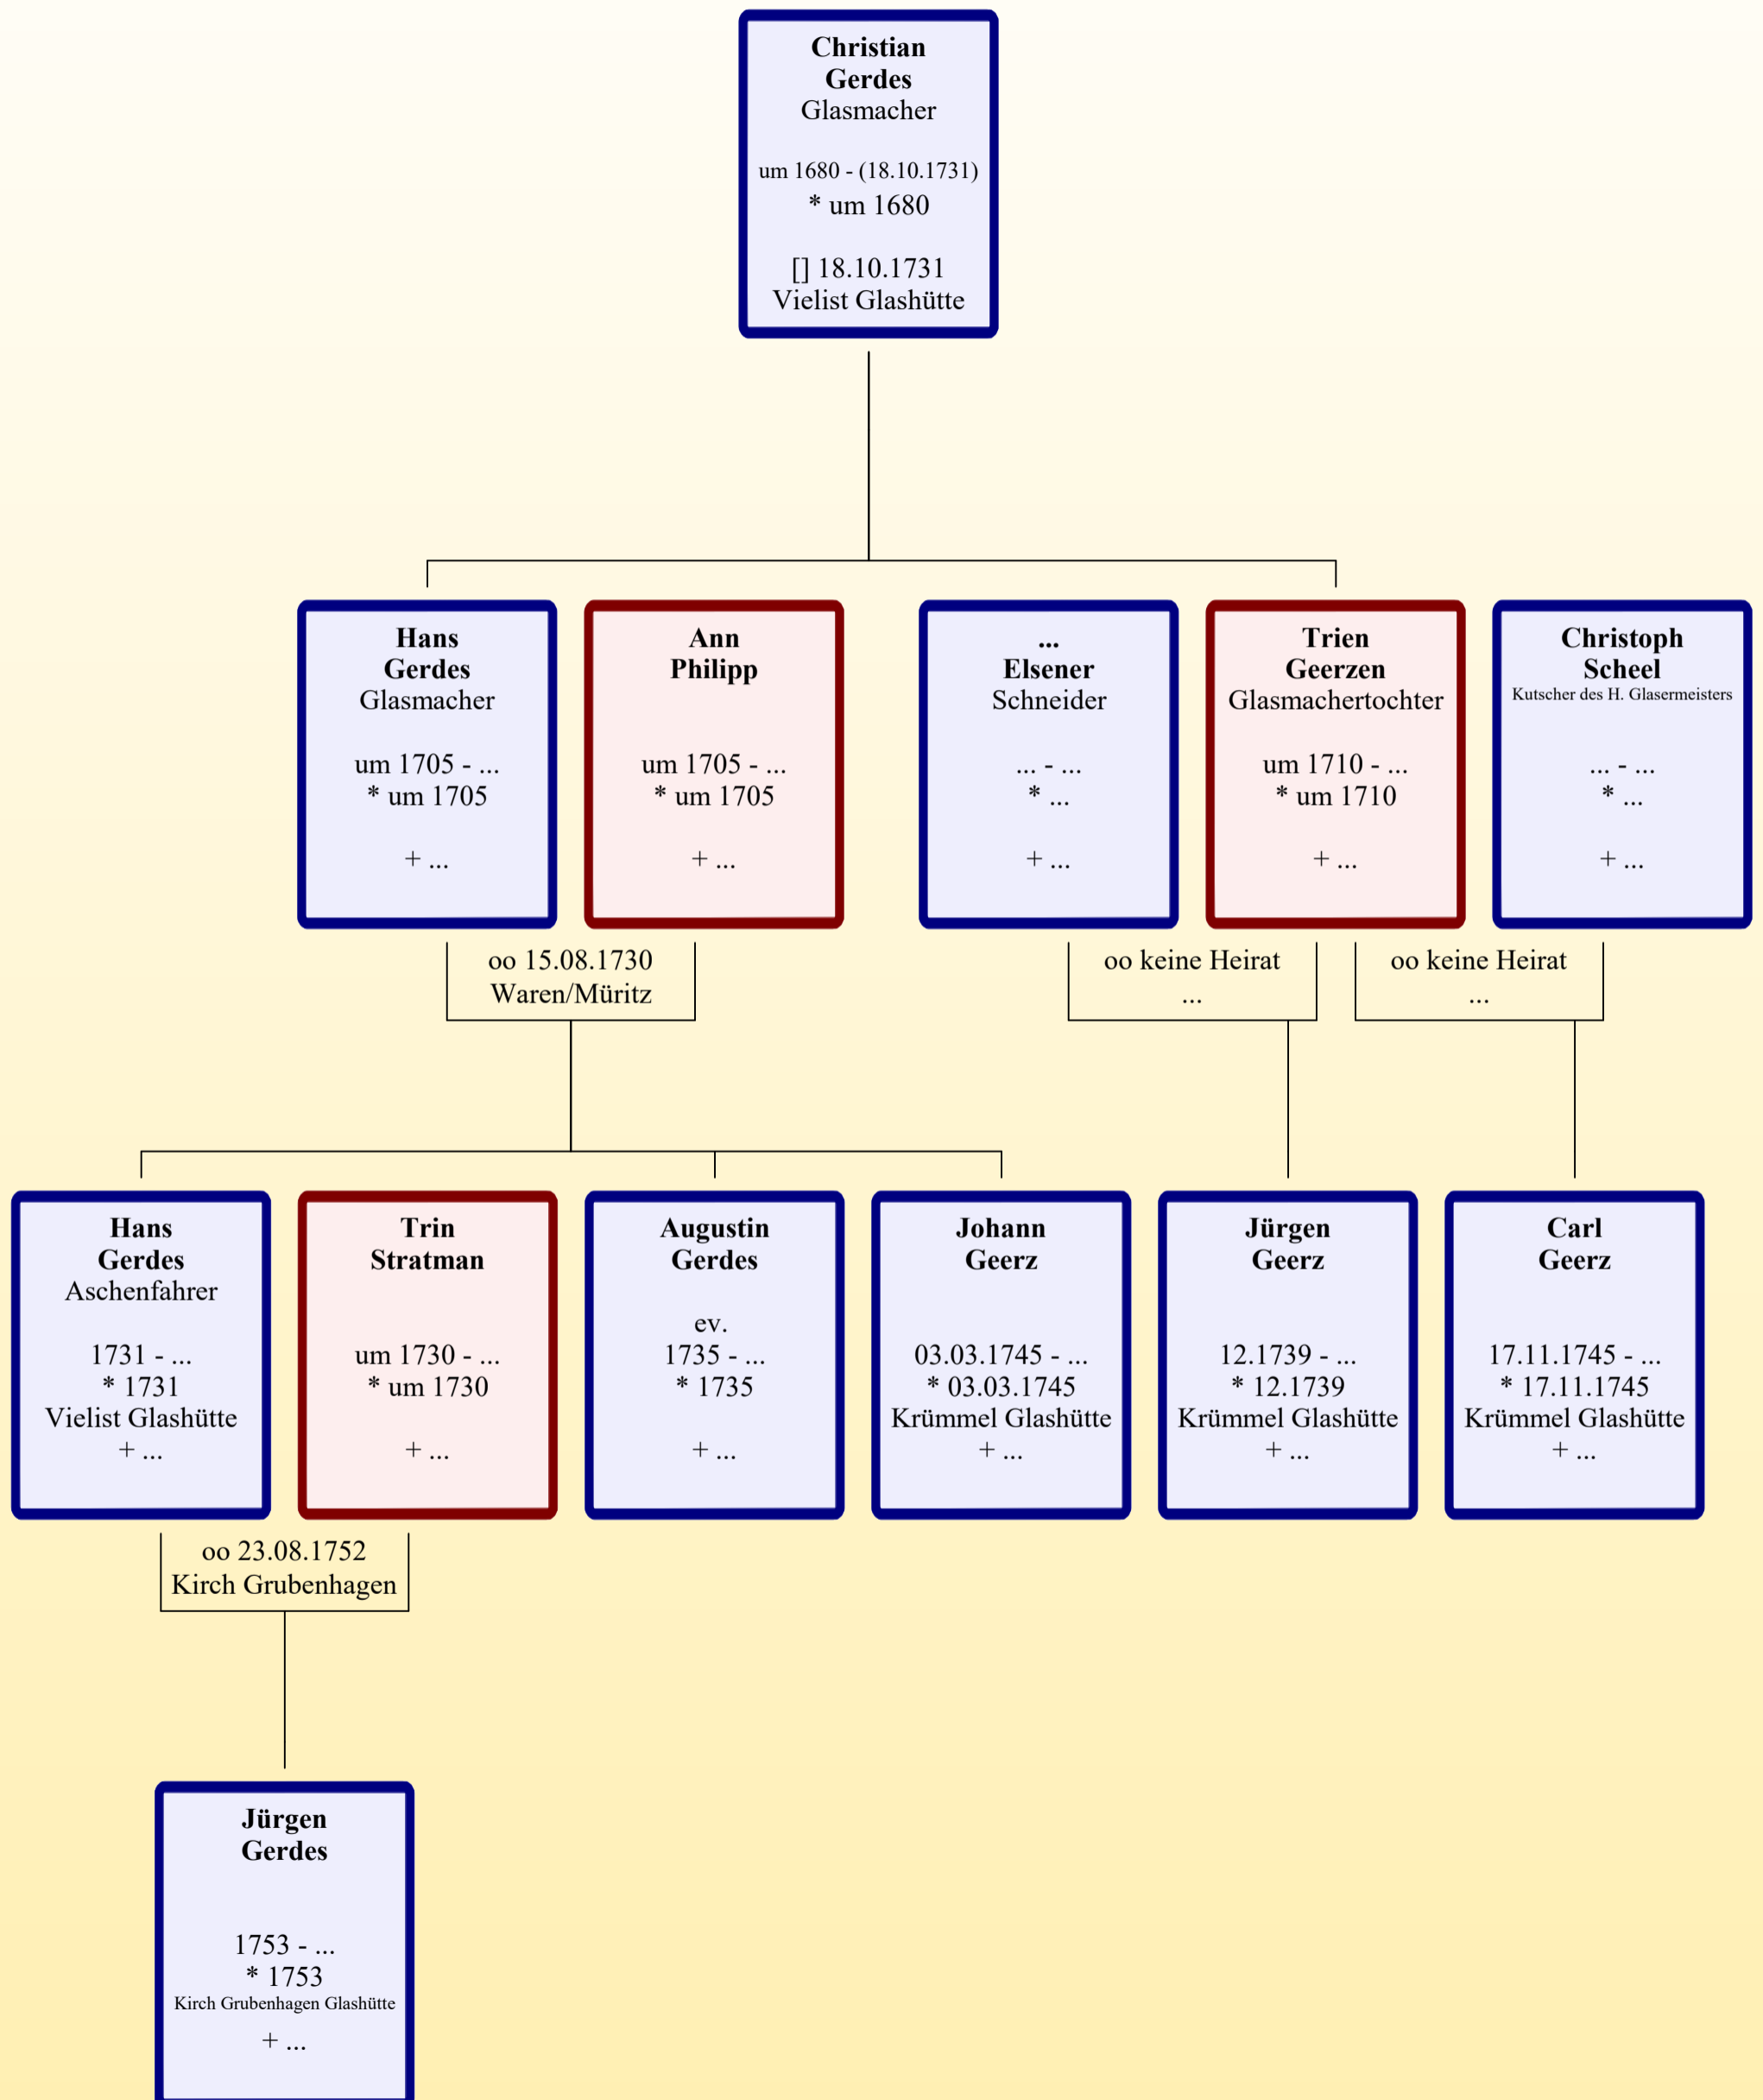 Christian
Gerdes
Glasmacher
um 1680 - (18.10.1731)
* um 1680
[] 18.10.1731
Vielist Glashütte
Hans
Gerdes
Glasmacher
um 1705 - ...
* um 1705
+ ...
Ann
Philipp
um 1705 - ...
* um 1705
+ ...
...
Elsener
Schneider
... - ...
* ...
+ ...
Trien
Geerzen
Glasmachertochter
um 1710 - ...
* um 1710
+ ...
Christoph
Scheel
Kutscher des H. Glasermeisters
... - ...
* ...
+ ...
oo 15.08.1730
Waren/Müritz
oo keine Heirat
...
oo keine Heirat
...
Hans
Gerdes
Aschenfahrer
1731 - ...
* 1731
Vielist Glashütte
+ ...
Trin
Stratman
um 1730 - ...
* um 1730
+ ...
Augustin
Gerdes
ev.
1735 - ...
* 1735
+ ...
Johann
Geerz
03.03.1745 - ...
* 03.03.1745
Krümmel Glashütte
+ ...
Jürgen
Geerz
12.1739 - ...
* 12.1739
Krümmel Glashütte
+ ...
Carl
Geerz
17.11.1745 - ...
* 17.11.1745
Krümmel Glashütte
+ ...
oo 23.08.1752
Kirch Grubenhagen
Jürgen
Gerdes
1753 - ...
* 1753
Kirch Grubenhagen Glashütte
+ ...